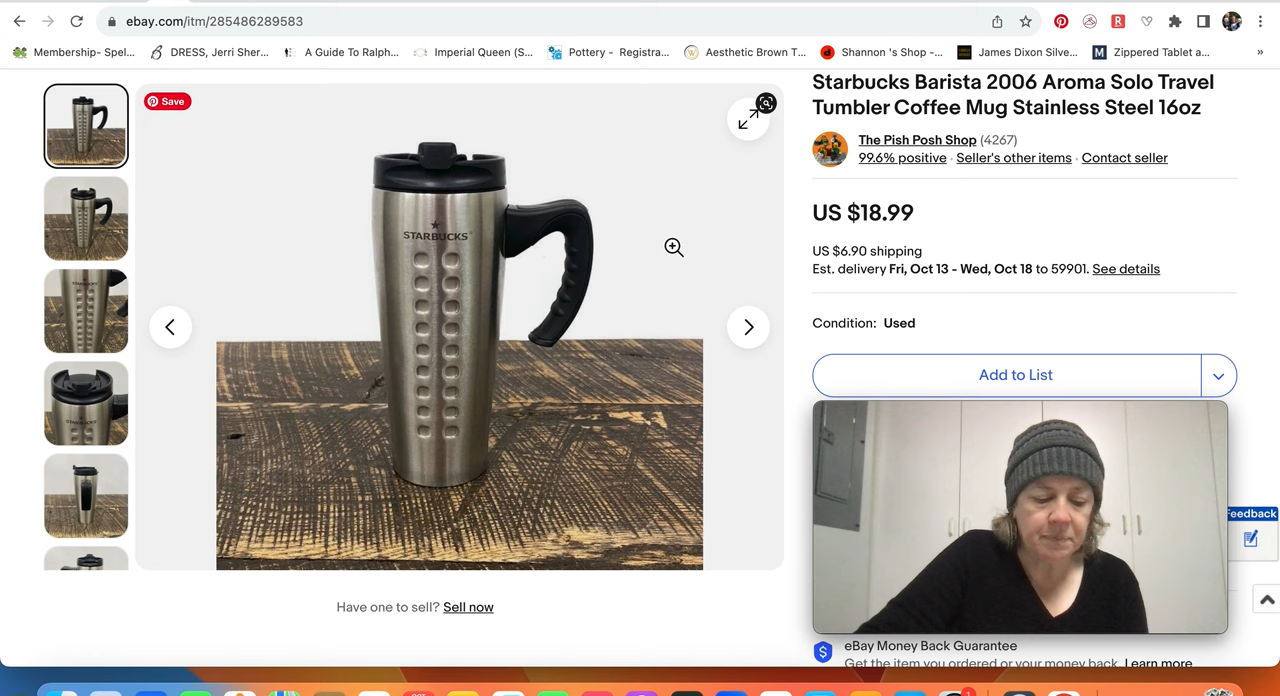 ebay.com/itm/285486289583
Membership- Spel...
DRESS, Jerri Sher...
A Guide To Ralph...
Imperial Queen (S...
Pottery - Registra...
Aesthetic Brown T...
Shannon 's Shop -...
James Dixon Silve...
M Zippered Tablet a...
»
Save
STARBUCKS
Starbucks Barista 2006 Aroma Solo Travel
Tumbler Coffee Mug Stainless Steel 16oz
The Pish Posh Shop (4267)
99.6% positive · Seller's other items · Contact seller
US $18.99
US $6.90 shipping
Est. delivery Fri, Oct 13 - Wed, Oct 18 to 59901. See details
Condition: Used
Add to List
Feedback
Have one to sell? Sell now
eBay Money Back Guarantee
Get the item you ordered or your money back. Learn more